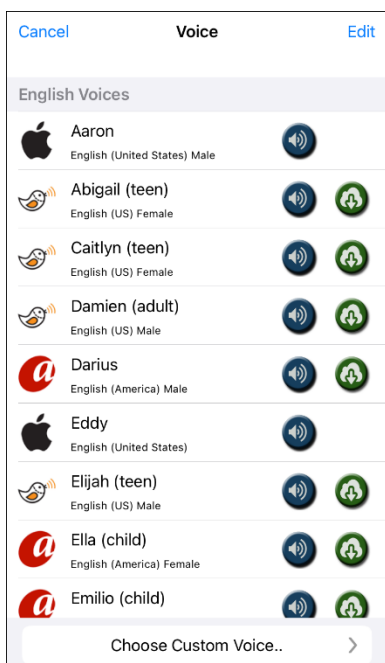 Cancel Voice Edit
English Voices
Aaron
English (United States) Male
Abigail (teen)
English (US) Female
Caitlyn (teen)
English (US) Female
Damien (adult)
English (US) Male
Darius
English (America) Male
Eddy
English (United States)
Elijah (teen)
English (US) Male
Ella (child)
English (America) Female
Emilio (child)
Choose Custom Voice..